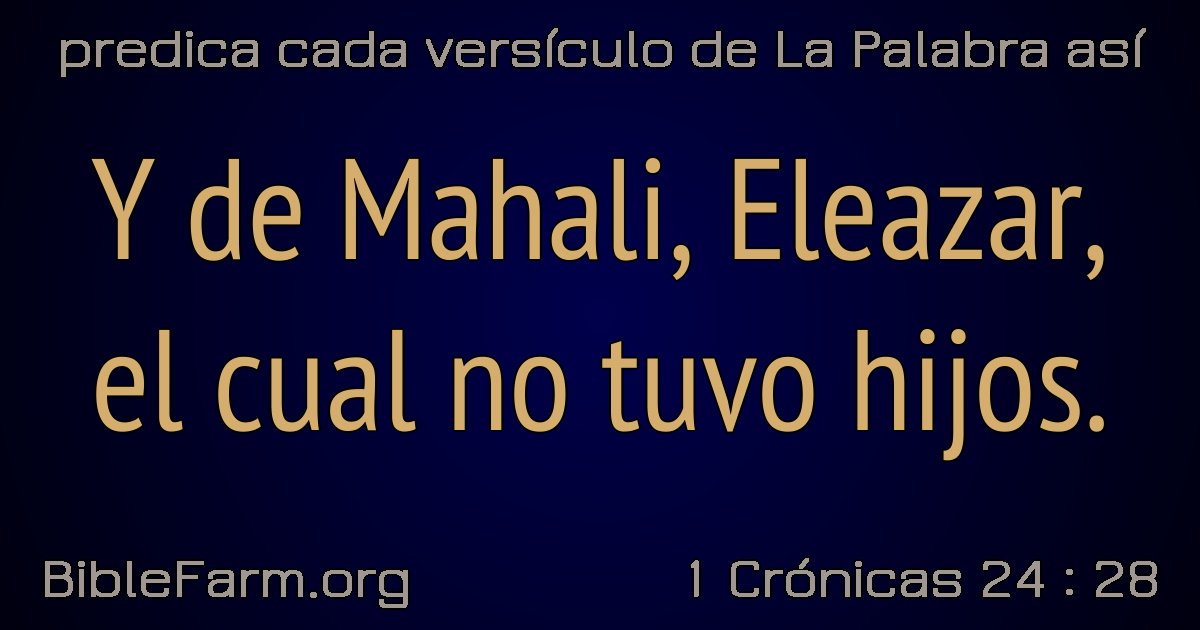 predica cada versículo de La Palabra así
Y de Mahali, Eleazar,
el cual no tuvo hijos.
BibleFarm.org
1 Crónicas 24 : 28